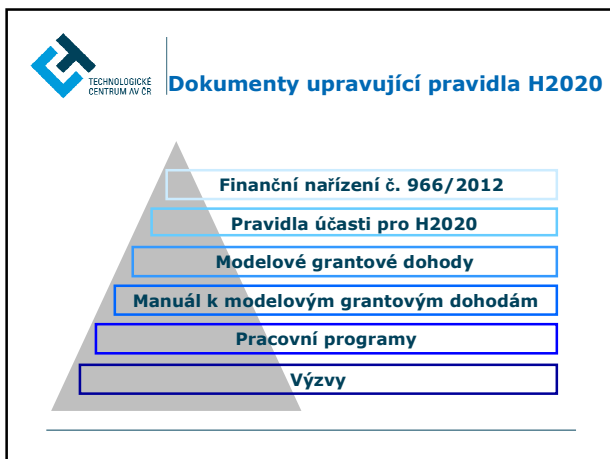 TECHNOLOGICKÉ
CENTRUM AV ČR
Dokumenty upravující pravidla H2020
Finanční nařízení č. 966/2012
Pravidla účasti pro H2020
Modelové grantové dohody
Manuál k modelovým grantovým dohodám
Pracovní programy
Výzvy